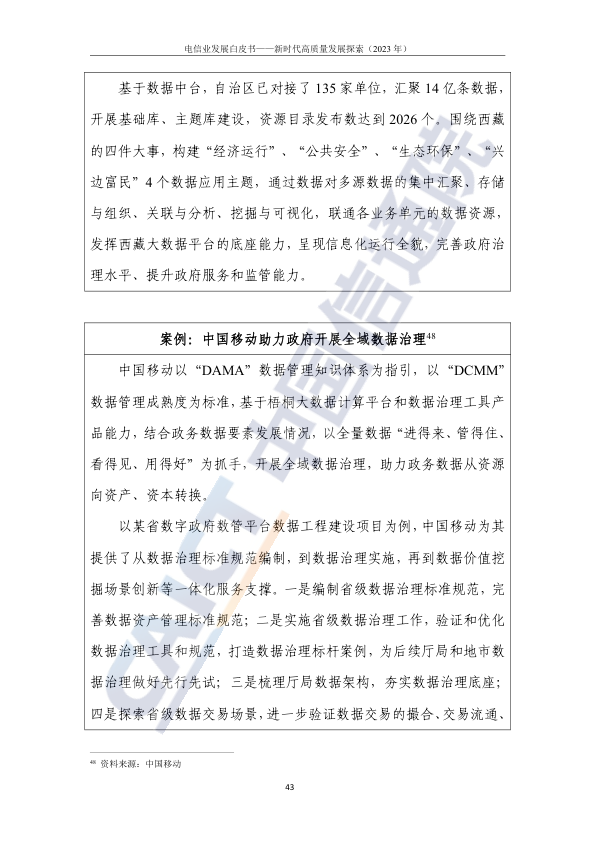 电信业发展白皮书——新时代高质量发展探索（2023 年）
基于数据中台，自治区已对接了 135 家单位，汇聚 14 亿条数据，
开展基础库、主题库建设，资源目录发布数达到 2026 个。围绕西藏
的四件大事，构建“经济运行”、“公共安全”、“生态环保”、“兴
边富民”4 个数据应用主题，通过数据对多源数据的集中汇聚、存储
与组织、关联与分析、挖掘与可视化，联通各业务单元的数据资源，
发挥西藏大数据平台的底座能力，呈现信息化运行全貌，完善政府治
理水平、提升政府服务和监管能力。
案例：中国移动助力政府开展全域数据治理48
中国移动以“DAMA”数据管理知识体系为指引，以“DCMM”
数据管理成熟度为标准，基于梧桐大数据计算平台和数据治理工具产
品能力，结合政务数据要素发展情况，以全量数据“进得来、管得住、
看得见、用得好”为抓手，开展全域数据治理，助力政务数据从资源
向资产、资本转换。
以某省数字政府数管平台数据工程建设项目为例，中国移动为其
提供了从数据治理标准规范编制，到数据治理实施，再到数据价值挖
掘场景创新等一体化服务支撑。一是编制省级数据治理标准规范，完
善数据资产管理标准规范；二是实施省级数据治理工作，验证和优化
数据治理工具和规范，打造数据治理标杆案例，为后续厅局和地市数
据治理做好先行先试；三是梳理厅局数据架构，夯实数据治理底座；
四是探索省级数据交易场景，进一步验证数据交易的撮合、交易流通、
48 资料来源：中国移动
43
CAICT 中国信通院